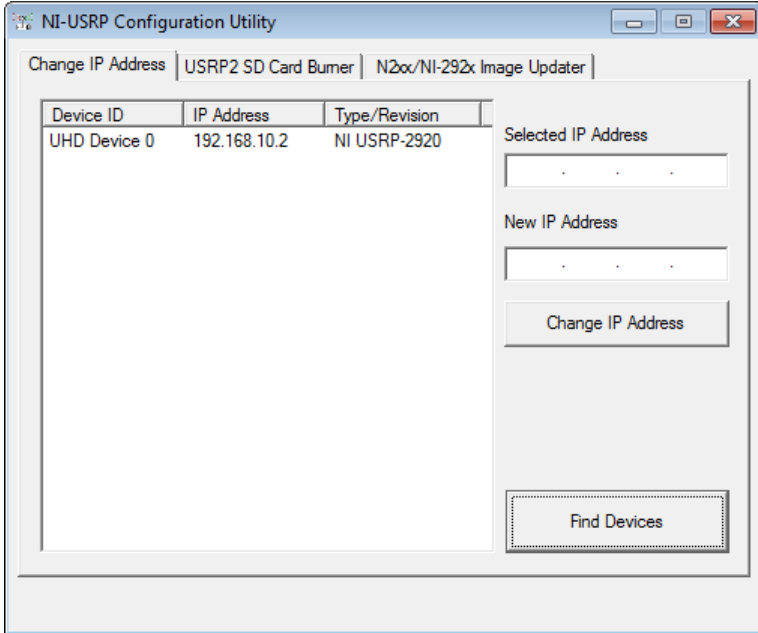 NI-USRP Configuration Utility
Change IP Address USRP2 SD Card Burner N2xx/NI-292x Image Updater
Device ID IP Address Type/Revision
UHD Device 0 192.168.10.2 NI USRP-2920
Selected IP Address
. . .
New IP Address
. . .
Change IP Address
Find Devices